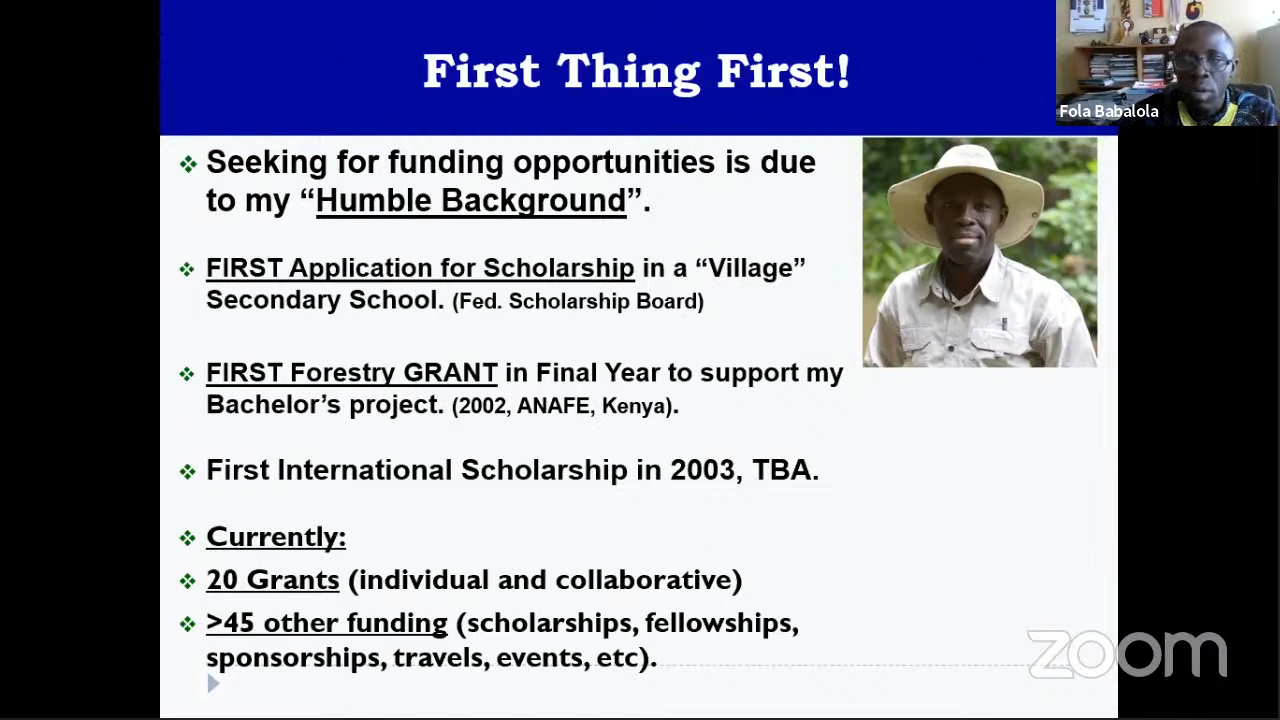 First Thing First!
Fola Babalola
❖ Seeking for funding opportunities is due
to my “Humble Background”.
❖ FIRST Application for Scholarship in a “Village”
Secondary School. (Fed. Scholarship Board)
❖ FIRST Forestry GRANT in Final Year to support my
Bachelor’s project. (2002, ANAFE, Kenya).
❖ First International Scholarship in 2003, TBA.
❖ Currently:
❖ 20 Grants (individual and collaborative)
❖ >45 other funding (scholarships, fellowships,
sponsorships, travels, events, etc).
zoom